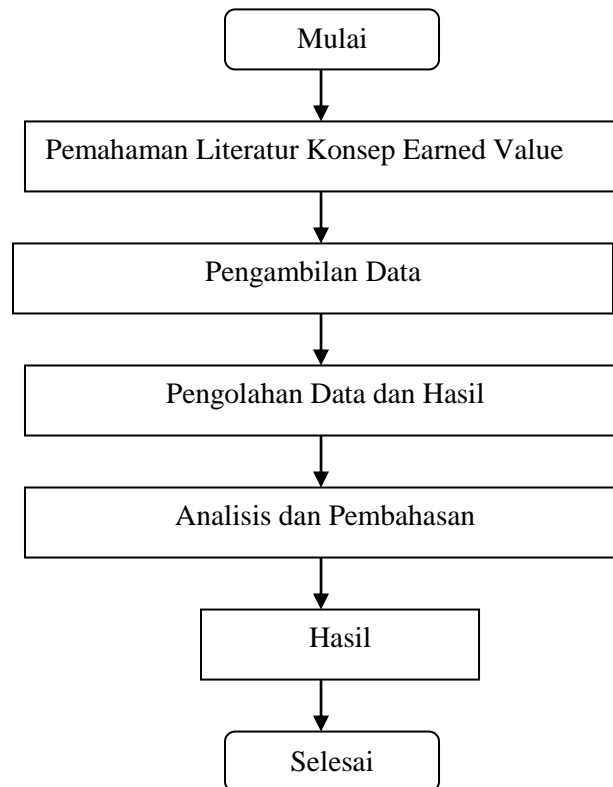 Mulai
Pemahaman Literatur Konsep Earned Value
Pengambilan Data
Pengolahan Data dan Hasil
Analisis dan Pembahasan
Hasil
Selesai